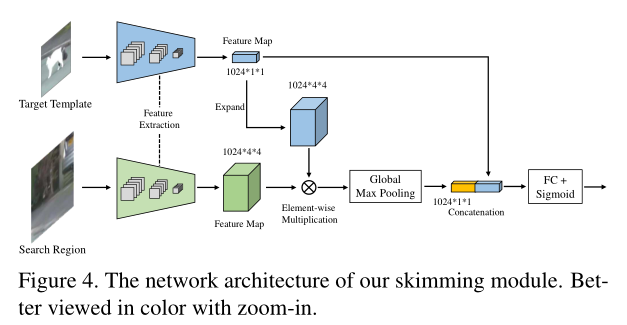 Feature Map
1024*1*1
1024*4*4
Target Template
Expand
Feature
Extraction
1024*4*4
Global
Max Pooling
FC +
Sigmoid
Element-wise
Multiplication
1024*1*1
Concatenation
Feature Map
Search Region
Figure 4. The network architecture of our skimming module. Bet-
ter viewed in color with zoom-in.